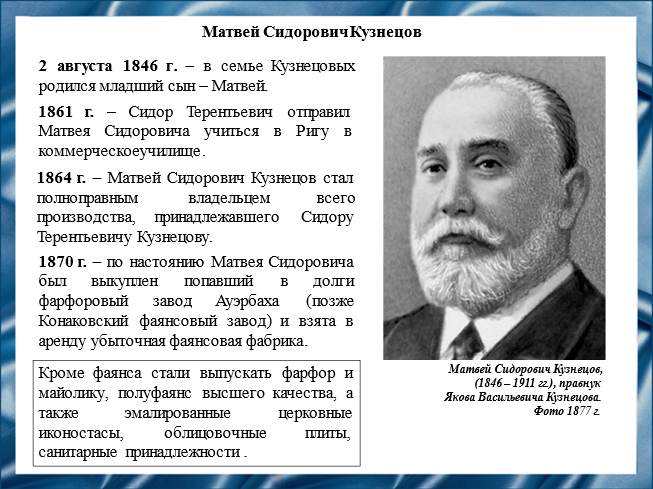 Матвей Сидорович Кузнецов
2 августа 1846 г. – в семье Кузнецовых
родился младший сын – Матвей.
1861 г. – Сидор Терентьевич отправил
Матвея Сидоровича учиться в Ригу в
коммерческоеучилище.
1864 г. – Матвей Сидорович Кузнецов стал
полноправным владельцем всего
производства, принадлежавшего Сидору
Терентьевичу Кузнецову.
1870 г. – по настоянию Матвея Сидоровича
был выкуплен попавший в долги
фарфоровый завод Ауэрбаха (позже
Конаковский фаянсовый завод) и взята в
аренду убыточная фаянсовая фабрика.
Кроме фаянса стали выпускать фарфор и
майолику, полуфаянс высшего качества, а
также эмалированные церковные
иконостасы, облицовочные плиты,
санитарные принадлежности .
Матвей Сидорович Кузнецов,
(1846 – 1911 гг.), правнук
Якова Васильевича Кузнецова.
Фото 1877 г.